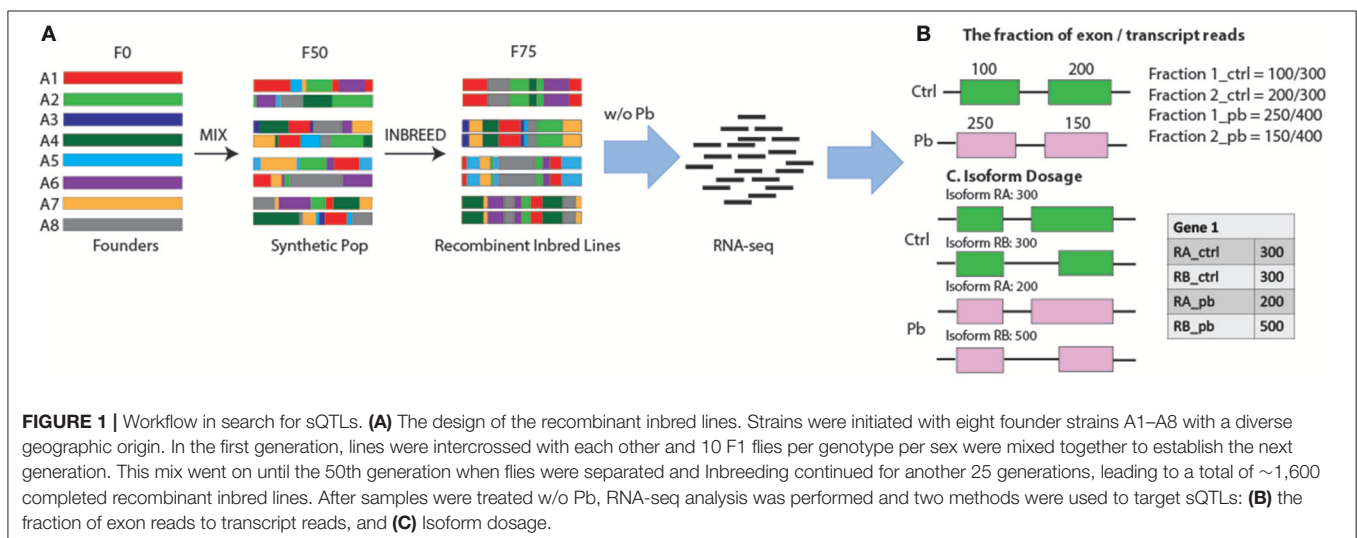 A
F0
F50
F75
A1
A2
A3
A4
A5
A6
A7
A8
MIX
INBREED
w/o Pb
Founders
Synthetic Pop
Recombinant Inbred Lines
RNA-seq
B
The fraction of exon / transcript reads
100
200
Ctrl
250
150
Pb
Fraction 1_ctrl = 100/300
Fraction 2_ctrl = 200/300
Fraction 1_pb = 250/400
Fraction 2_pb = 150/400
C. Isoform Dosage
Isoform RA: 300
Ctrl
Isoform RB: 300
Isoform RA: 200
Pb
Isoform RB: 500
Gene 1
RA_ctrl 300
RB_ctrl 300
RA_pb 200
RB_pb 500
FIGURE 1 | Workflow in search for sQTLs. (A) The design of the recombinant inbred lines. Strains were initiated with eight founder strains A1–A8 with a diverse
geographic origin. In the first generation, lines were intercrossed with each other and 10 F1 flies per genotype per sex were mixed together to establish the next
generation. This mix went on until the 50th generation when flies were separated and Inbreeding continued for another 25 generations, leading to a total of ∼1,600
completed recombinant inbred lines. After samples were treated w/o Pb, RNA-seq analysis was performed and two methods were used to target sQTLs: (B) the
fraction of exon reads to transcript reads, and (C) Isoform dosage.